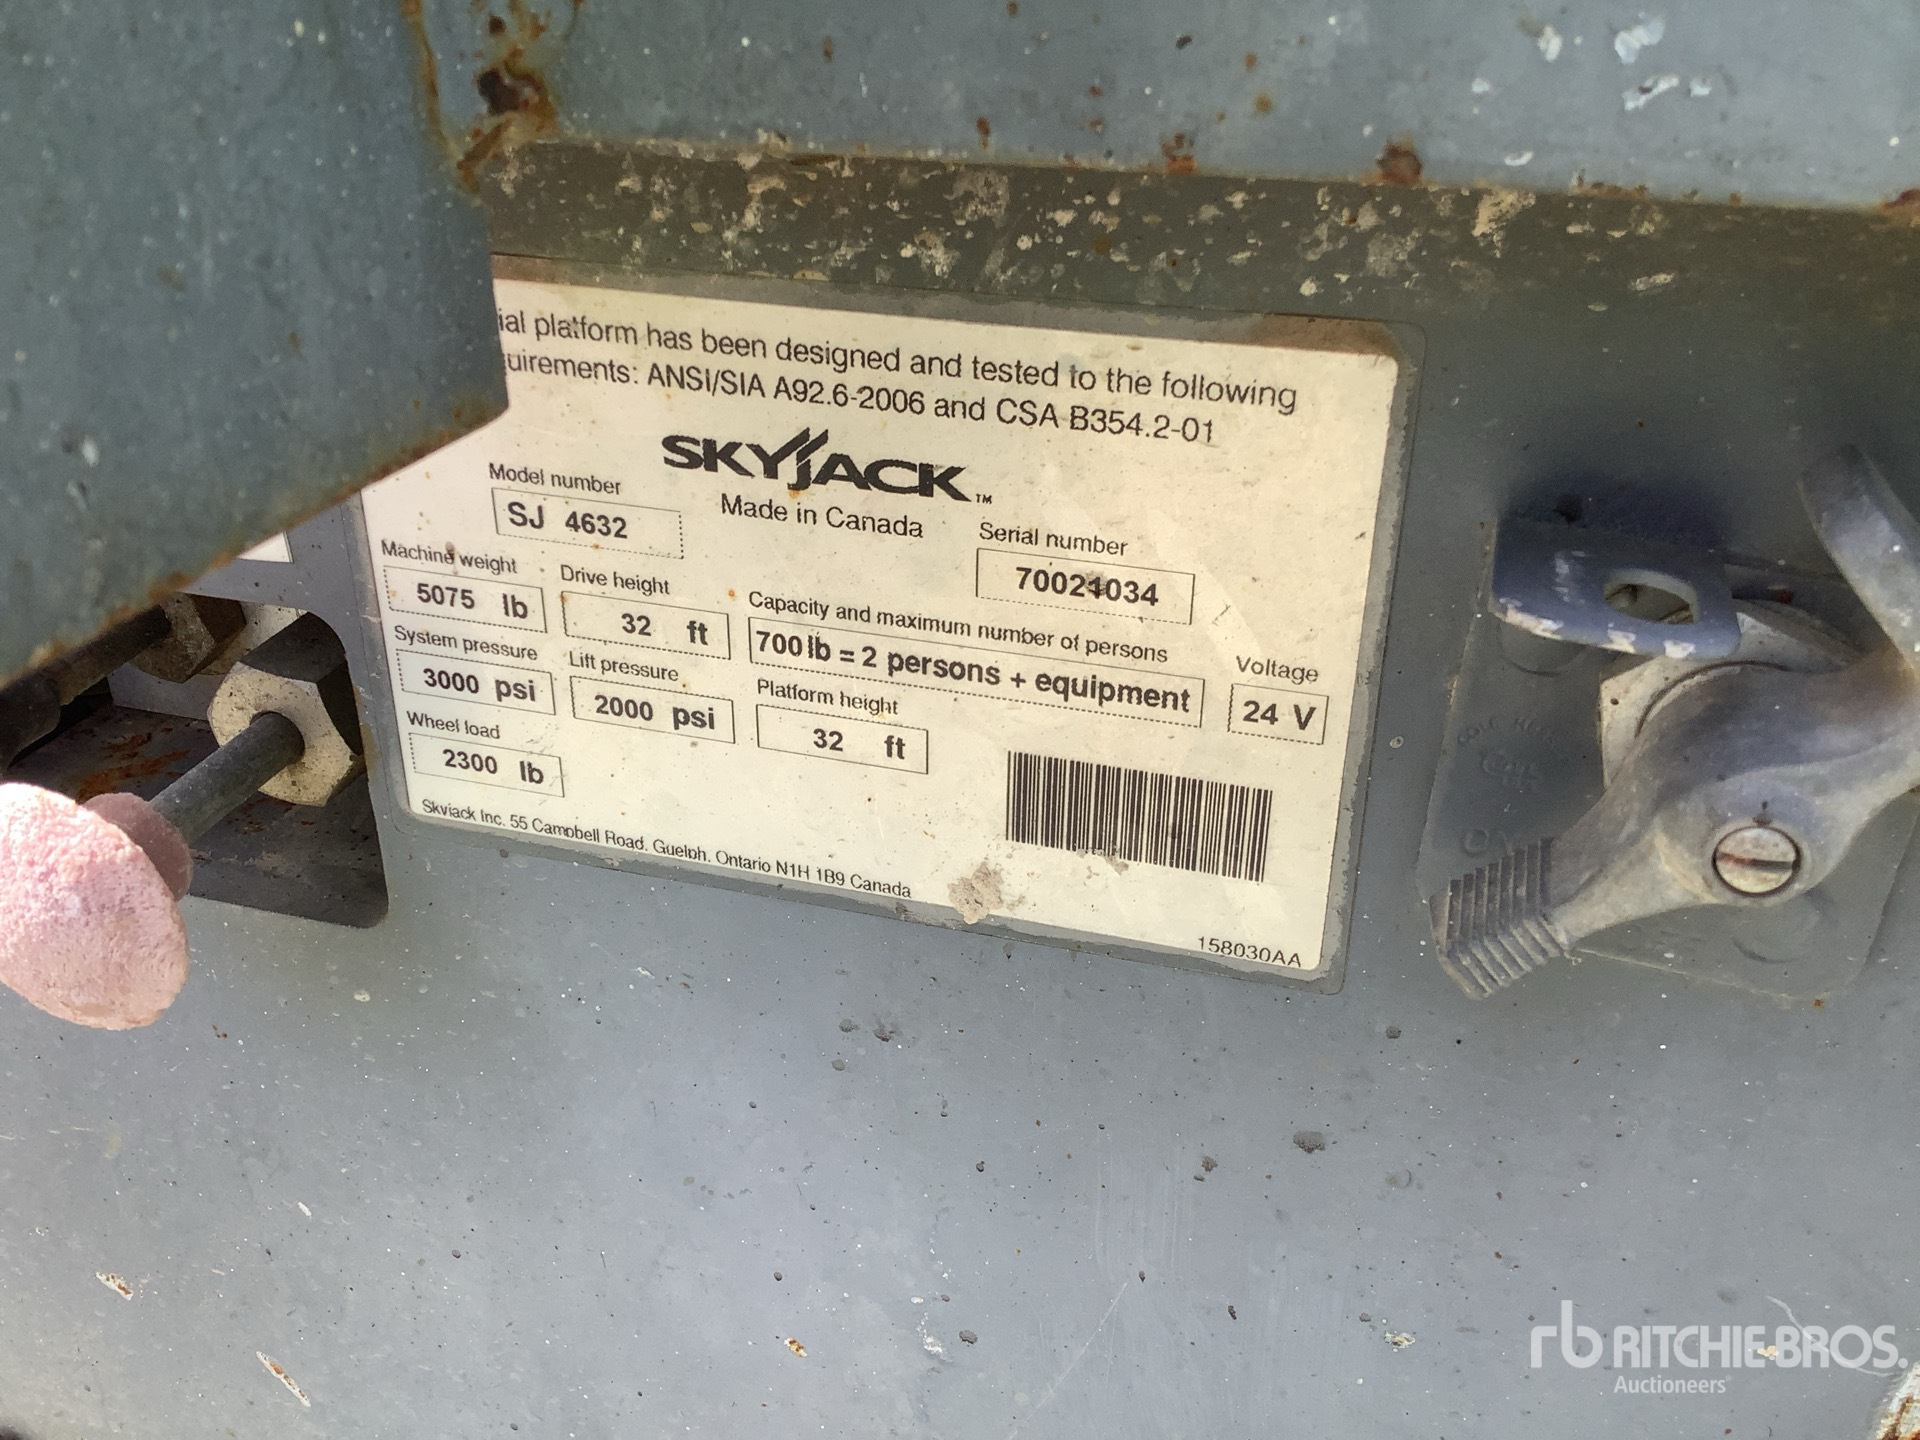 ial platform has been designed and tested to the following
uirements: ANSI/SIA A92.6-2006 and CSA B354.2-01
SKYJACK™
Made in Canada
Model number
SJ 4632
Serial number
70021034
Machine weight
5075 lb
Drive height
32 ft
Capacity and maximum number of persons
700 lb = 2 persons + equipment
Voltage
24 V
System pressure
3000 psi
Lift pressure
2000 psi
Platform height
32 ft
Wheel load
2300 lb
Skyjack Inc. 55 Campbell Road, Guelph, Ontario N1H 1B9 Canada
158030AA
rb RITCHIE BROS.
Auctioneers